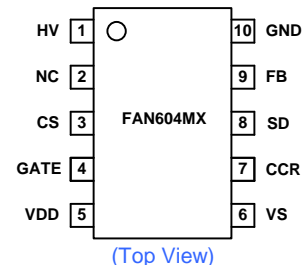 HV 1 10 GND
NC 2 9 FB
CS 3 FAN604MX 8 SD
GATE 4 7 CCR
VDD 5 6 VS
(Top View)